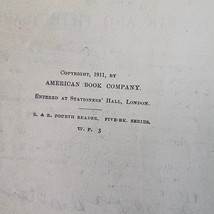 COPYRIGHT, 1911, BY
AMERICAN BOOK COMPANY.
ENTERED AT STATIONERS' HALL, LONDON.
B. & B. FOURTH READER. FIVE-BK. SERIES.
W. P. 3